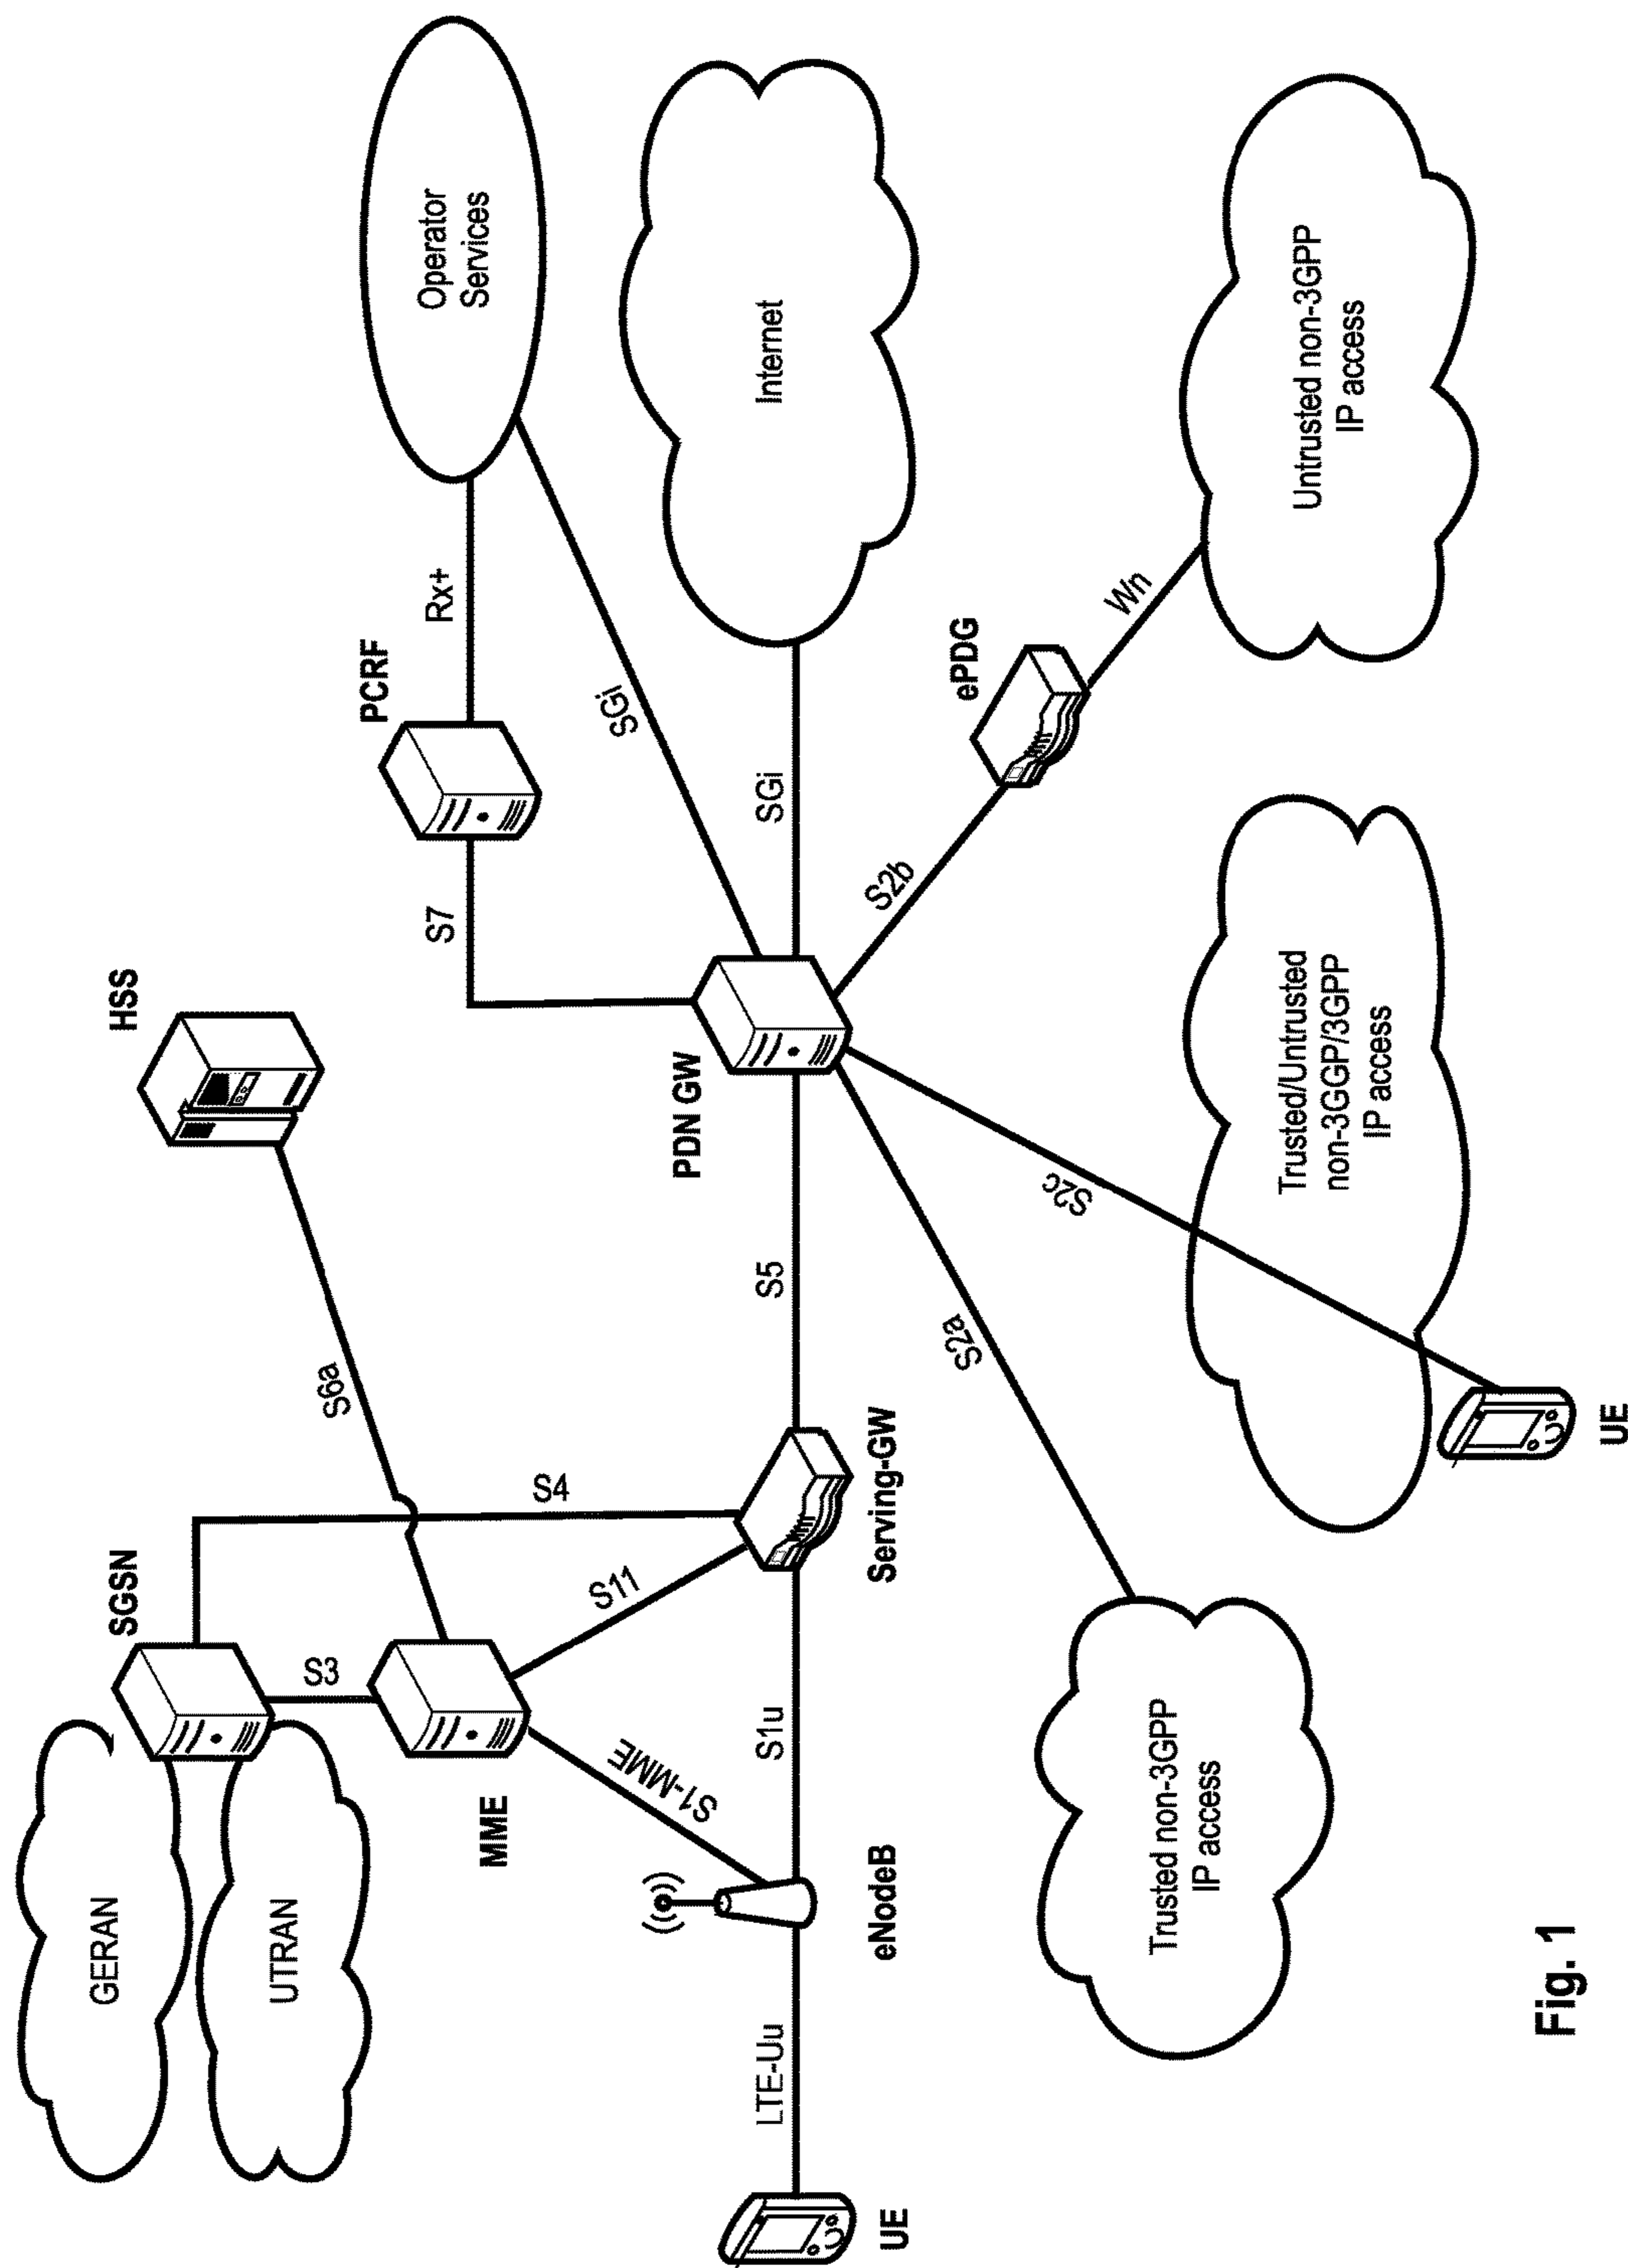 GERAN
UTRAN
SGSN
HSS
S3
S4
S6a
MME
S11
S1-MME
PCRF
S7
Rx+
Operator
Services
SGi
PDN GW
LTE-Uu
S1u
S5
SGi
Internet
UE
eNodeB
Serving-GW
S2b
ePDG
Wn
S2a
S2c
Trusted non-3GPP
IP access
Trusted/Untrusted
non-3GGP/3GPP
IP access
Untrusted non-3GPP
IP access
UE
Fig. 1